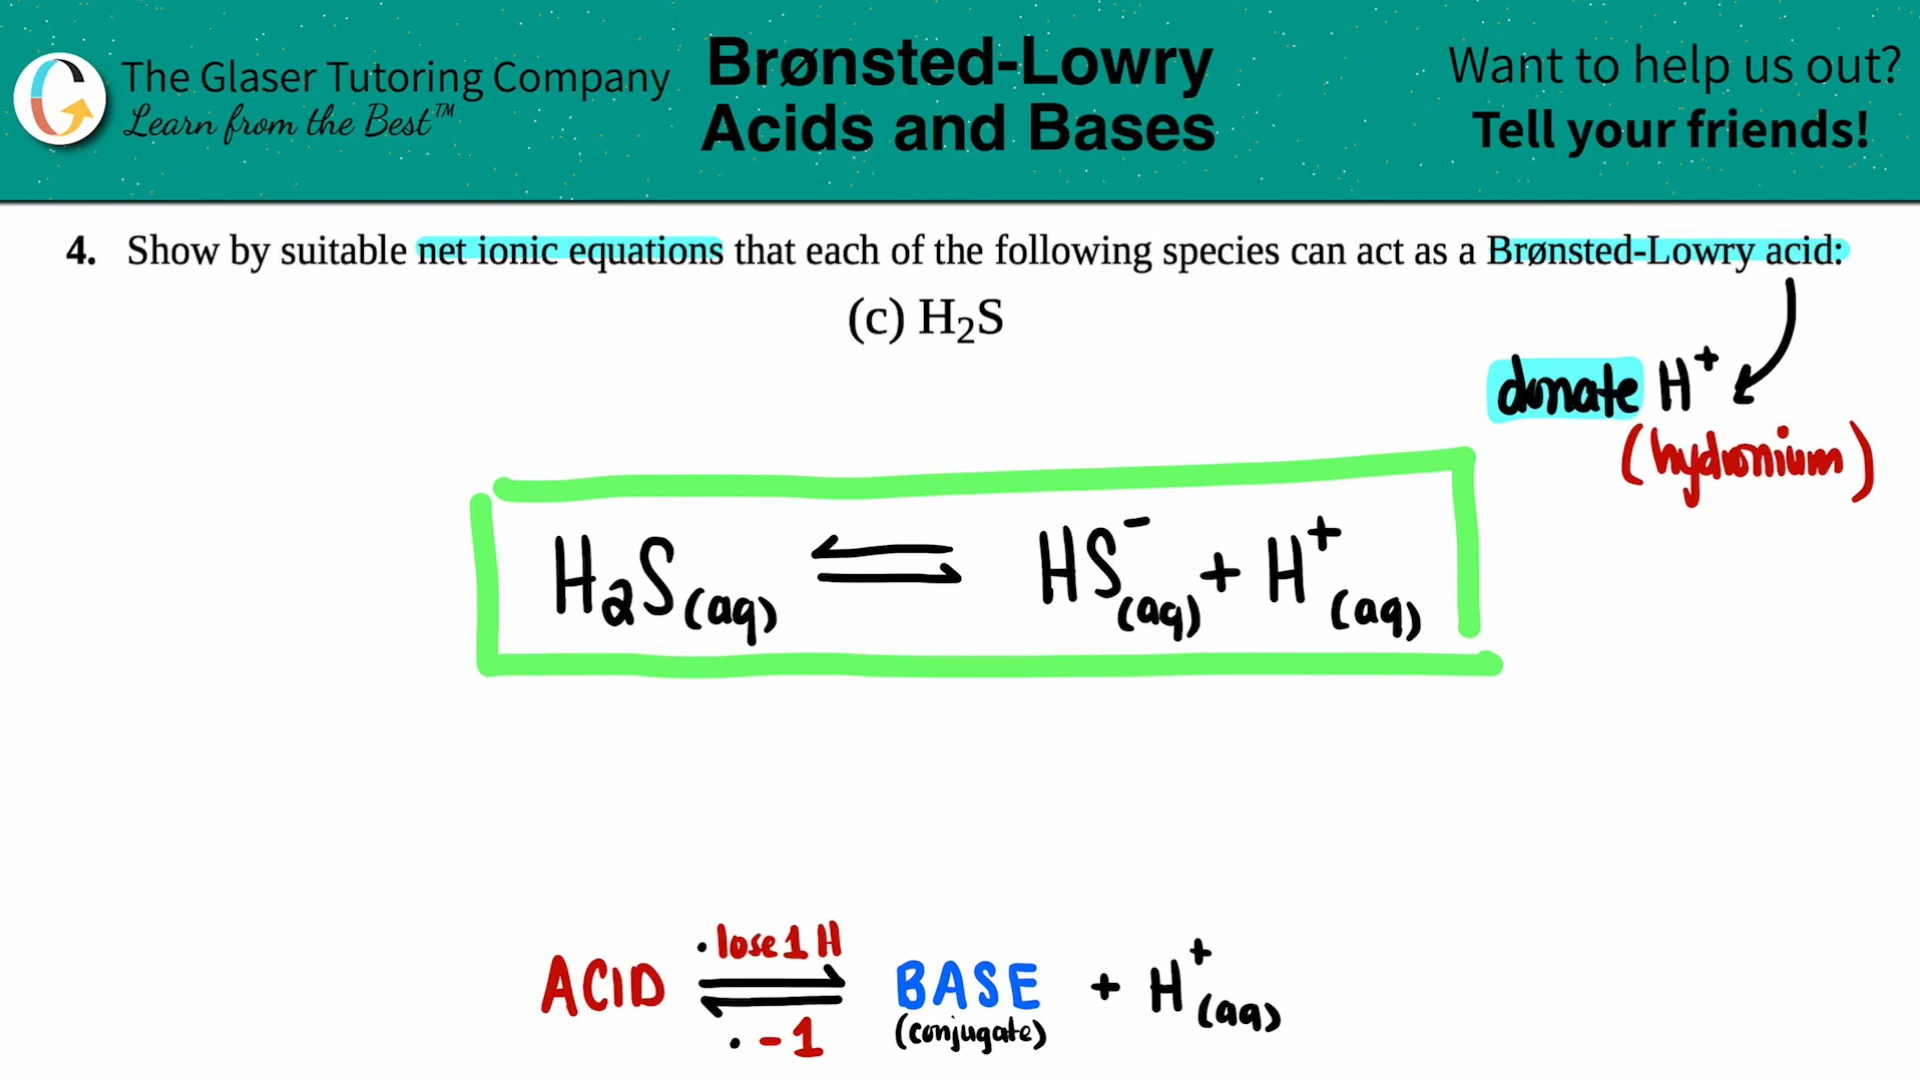 The Glaser Tutoring Company
Learn from the Best™
Brønsted-Lowry
Acids and Bases
Want to help us out?
Tell your friends!
4. Show by suitable net ionic equations that each of the following species can act as a Brønsted-Lowry acid:
(c) H₂S
donate H⁺
(hydronium)
H₂S(aq) ⇌ HS⁻(aq) + H⁺(aq)
· lose 1 H
ACID ⇌ BASE + H⁺(aq)
· -1 (conjugate)